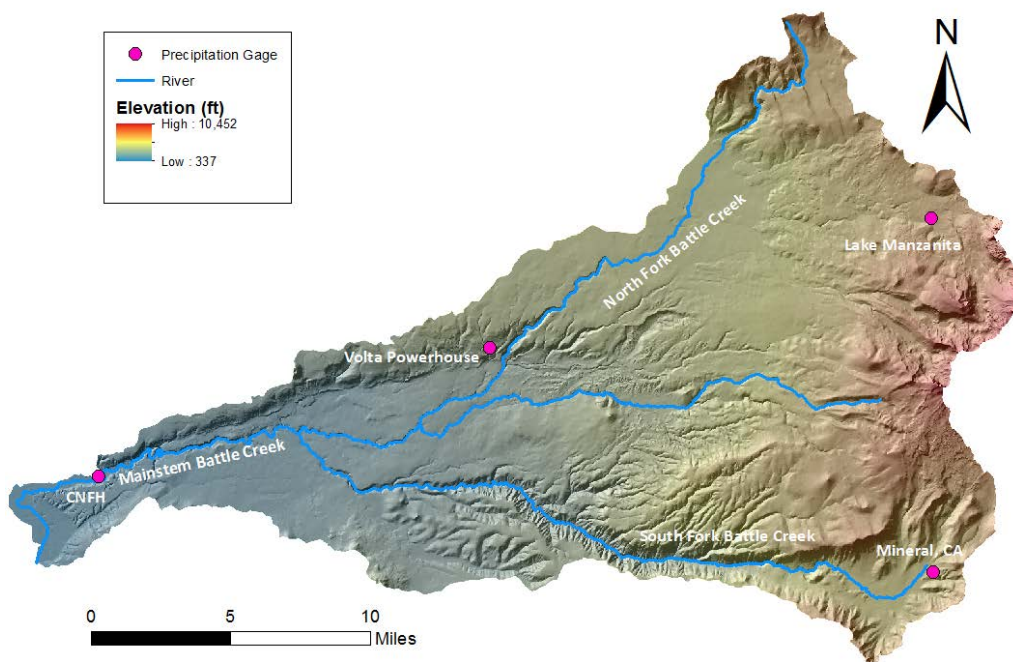 Precipitation Gage
River
Elevation (ft)
High : 10,452
Low : 337
N
Lake Manzanita
North Fork Battle Creek
Volta Powerhouse
Mainstem Battle Creek
CNFH
South Fork Battle Creek
Mineral, CA
0 5 10
Miles